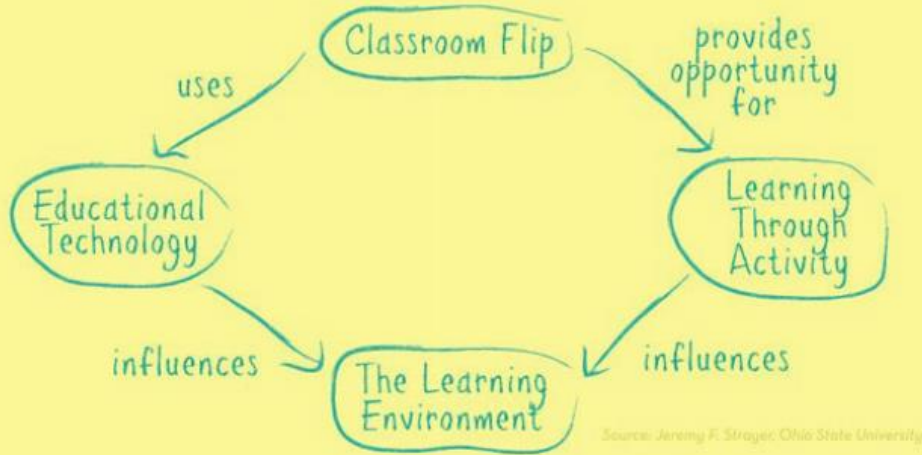 Classroom Flip
uses
provides
opportunity
for
Educational
Technology
Learning
Through
Activity
influences
influences
The Learning
Environment
Source: Jeremy F. Strayer, Ohio State University